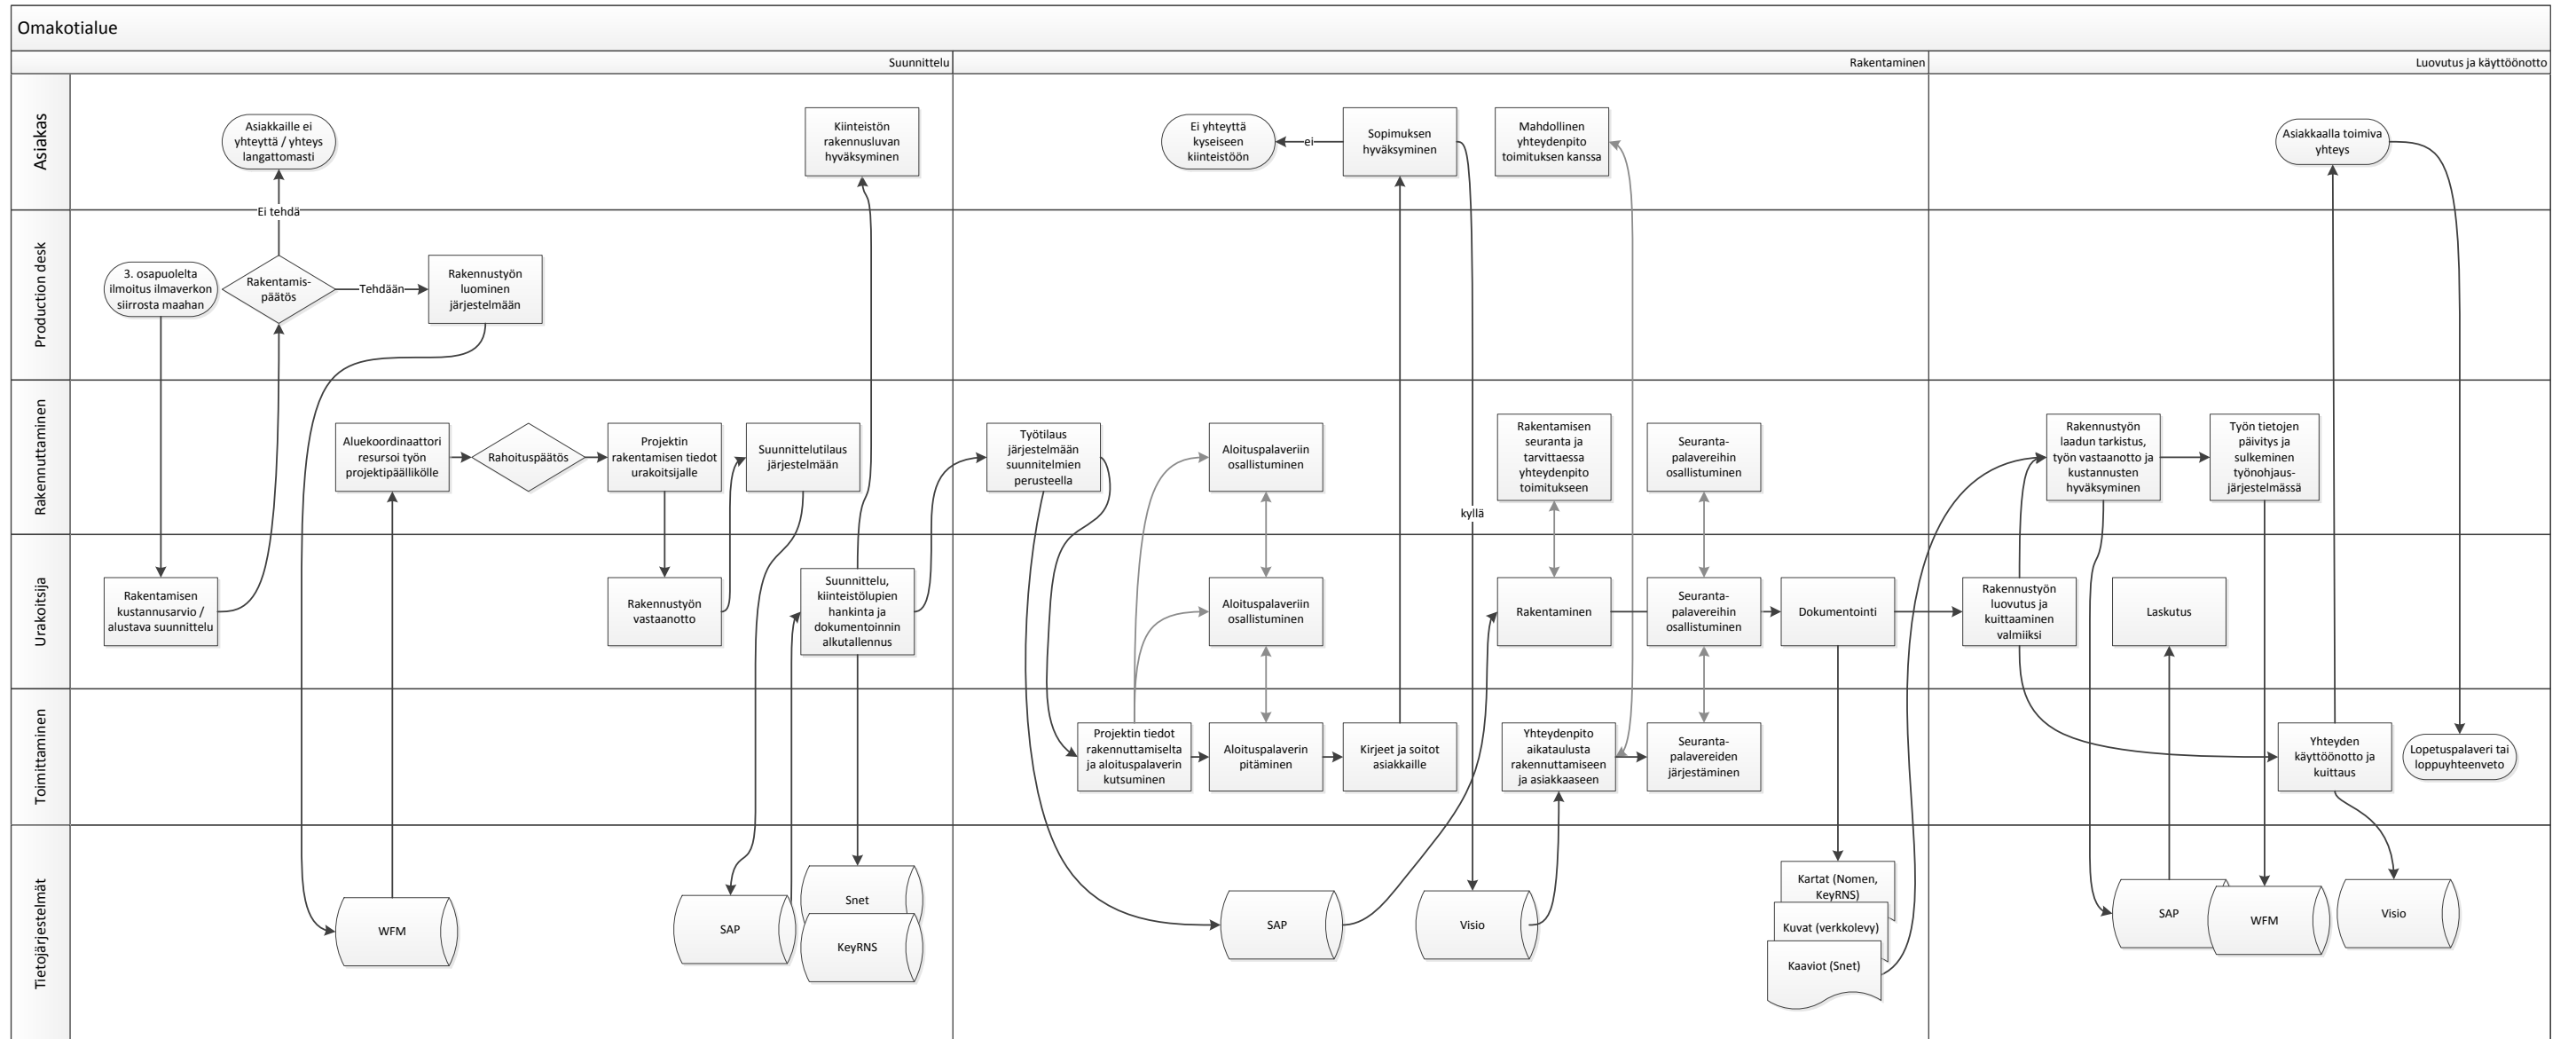 Omakotialue
Suunnittelu
Rakentaminen
Luovutus ja käyttöönotto
Asiakas
Asiakkaille ei
yhteyttä / yhteys
langattomasti
Kiinteistön
rakennusluvan
hyväksyminen
Ei yhteyttä
kyseiseen
kiinteistöön
ei
Sopimuksen
hyväksyminen
Mahdollinen
yhteydenpito
toimituksen kanssa
Asiakkaalla toimiva
yhteys
Ei tehdä
Production desk
3. osapuolelta
ilmoitus ilmaverkon
siirrosta maahan
Rakentamis-
päätös
Tehdään
Rakennustyön
luominen
järjestelmään
Rakennuttaminen
Aluekoordinaattori
resursoi työn
projektipäällikölle
Rahoituspäätös
Projektin
rakentamisen tiedot
urakoitsijalle
Suunnittelutilaus
järjestelmään
Työtilaus
järjestelmään
suunnitelmien
perusteella
Aloituspalaveriin
osallistuminen
kyllä
Rakentamisen
seuranta ja
tarvittaessa
yhteydenpito
toimitukseen
Seuranta-
palavereihin
osallistuminen
Rakennustyön
laadun tarkistus,
työn vastaanotto ja
kustannusten
hyväksyminen
Työn tietojen
päivitys ja
sulkeminen
työnohjaus-
järjestelmässä
Urakoitsija
Rakentamisen
kustannusarvio /
alustava suunnittelu
Rakennustyön
vastaanotto
Suunnittelu,
kiinteistölupien
hankinta ja
dokumentoinnin
alkutallennus
Aloituspalaveriin
osallistuminen
Rakentaminen
Seuranta-
palavereihin
osallistuminen
Dokumentointi
Rakennustyön
luovutus ja
kuittaaminen
valmiiksi
Laskutus
Toimittaminen
Projektin tiedot
rakennuttamiselta
ja aloituspalaverin
kutsuminen
Aloituspalaverin
pitäminen
Kirjeet ja soitot
asiakkaille
Yhteydenpito
aikataulusta
rakennuttamiseen
ja asiakkaaseen
Seuranta-
palavereiden
järjestäminen
Yhteyden
käyttöönotto ja
kuittaus
Lopetuspalaveri tai
loppuyhteenveto
Tietojärjestelmät
WFM
SAP
Snet
KeyRNS
SAP
Visio
Kartat (Nomen,
KeyRNS)
Kuvat (verkkolevy)
Kaaviot (Snet)
SAP
WFM
Visio